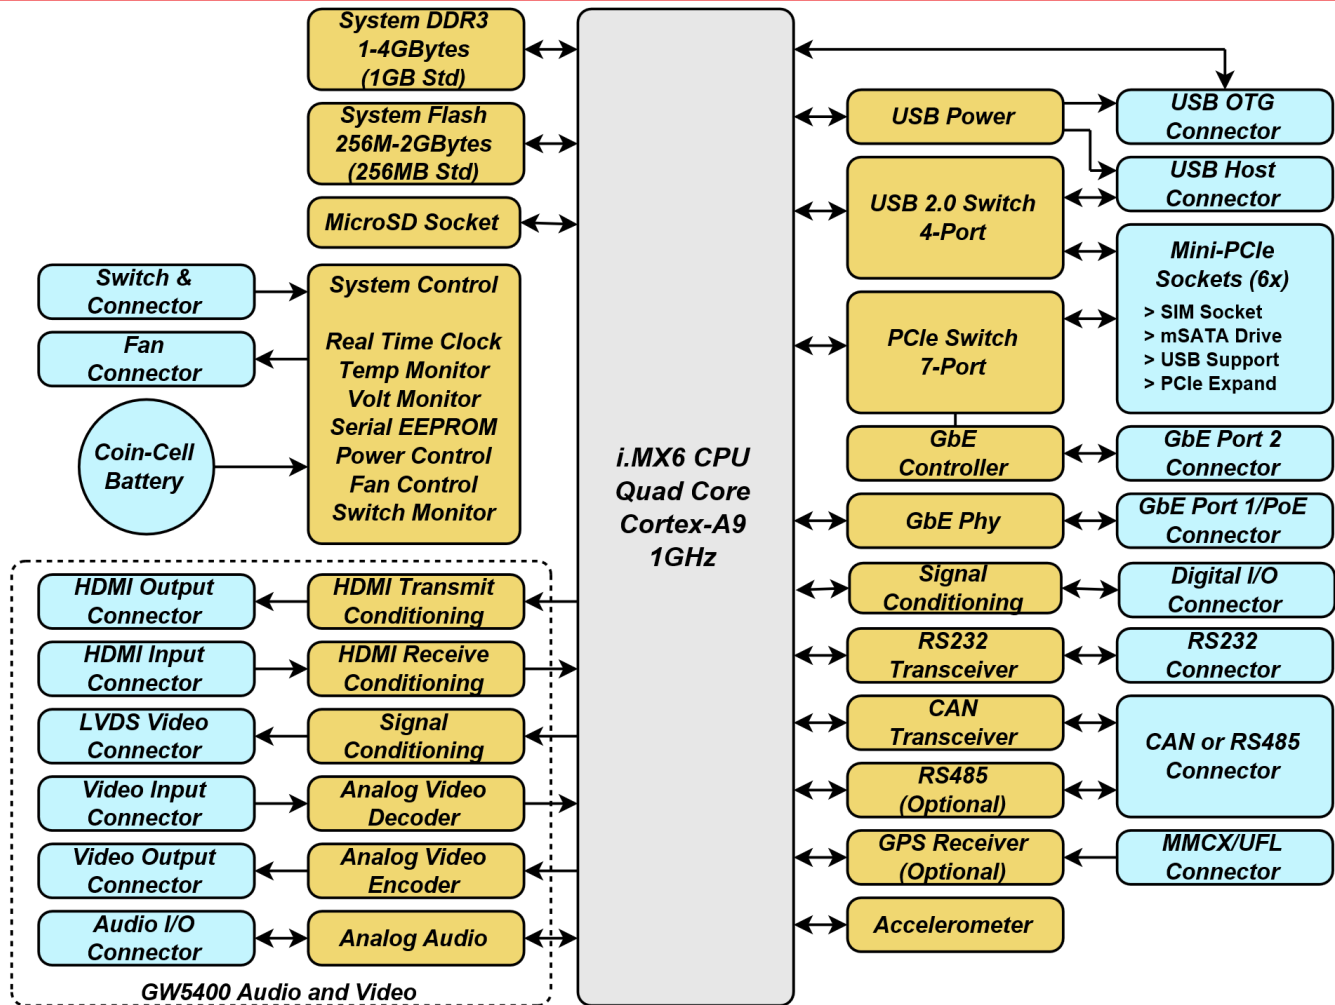 System DDR3
1-4GBytes
(1GB Std)
System Flash
256M-2GBytes
(256MB Std)
MicroSD Socket
Switch &
Connector
Fan
Connector
Coin-Cell
Battery
System Control
Real Time Clock
Temp Monitor
Volt Monitor
Serial EEPROM
Power Control
Fan Control
Switch Monitor
HDMI Output
Connector
HDMI Transmit
Conditioning
HDMI Input
Connector
HDMI Receive
Conditioning
LVDS Video
Connector
Signal
Conditioning
Video Input
Connector
Analog Video
Decoder
Video Output
Connector
Analog Video
Encoder
Audio I/O
Connector
Analog Audio
GW5400 Audio and Video
i.MX6 CPU
Quad Core
Cortex-A9
1GHz
USB Power
USB OTG
Connector
USB Host
Connector
USB 2.0 Switch
4-Port
Mini-PCIe
Sockets (6x)
> SIM Socket
> mSATA Drive
> USB Support
> PCIe Expand
PCIe Switch
7-Port
GbE
Controller
GbE Port 2
Connector
GbE Phy
GbE Port 1/PoE
Connector
Signal
Conditioning
Digital I/O
Connector
RS232
Transceiver
RS232
Connector
CAN
Transceiver
CAN or RS485
Connector
RS485
(Optional)
GPS Receiver
(Optional)
MMCX/UFL
Connector
Accelerometer